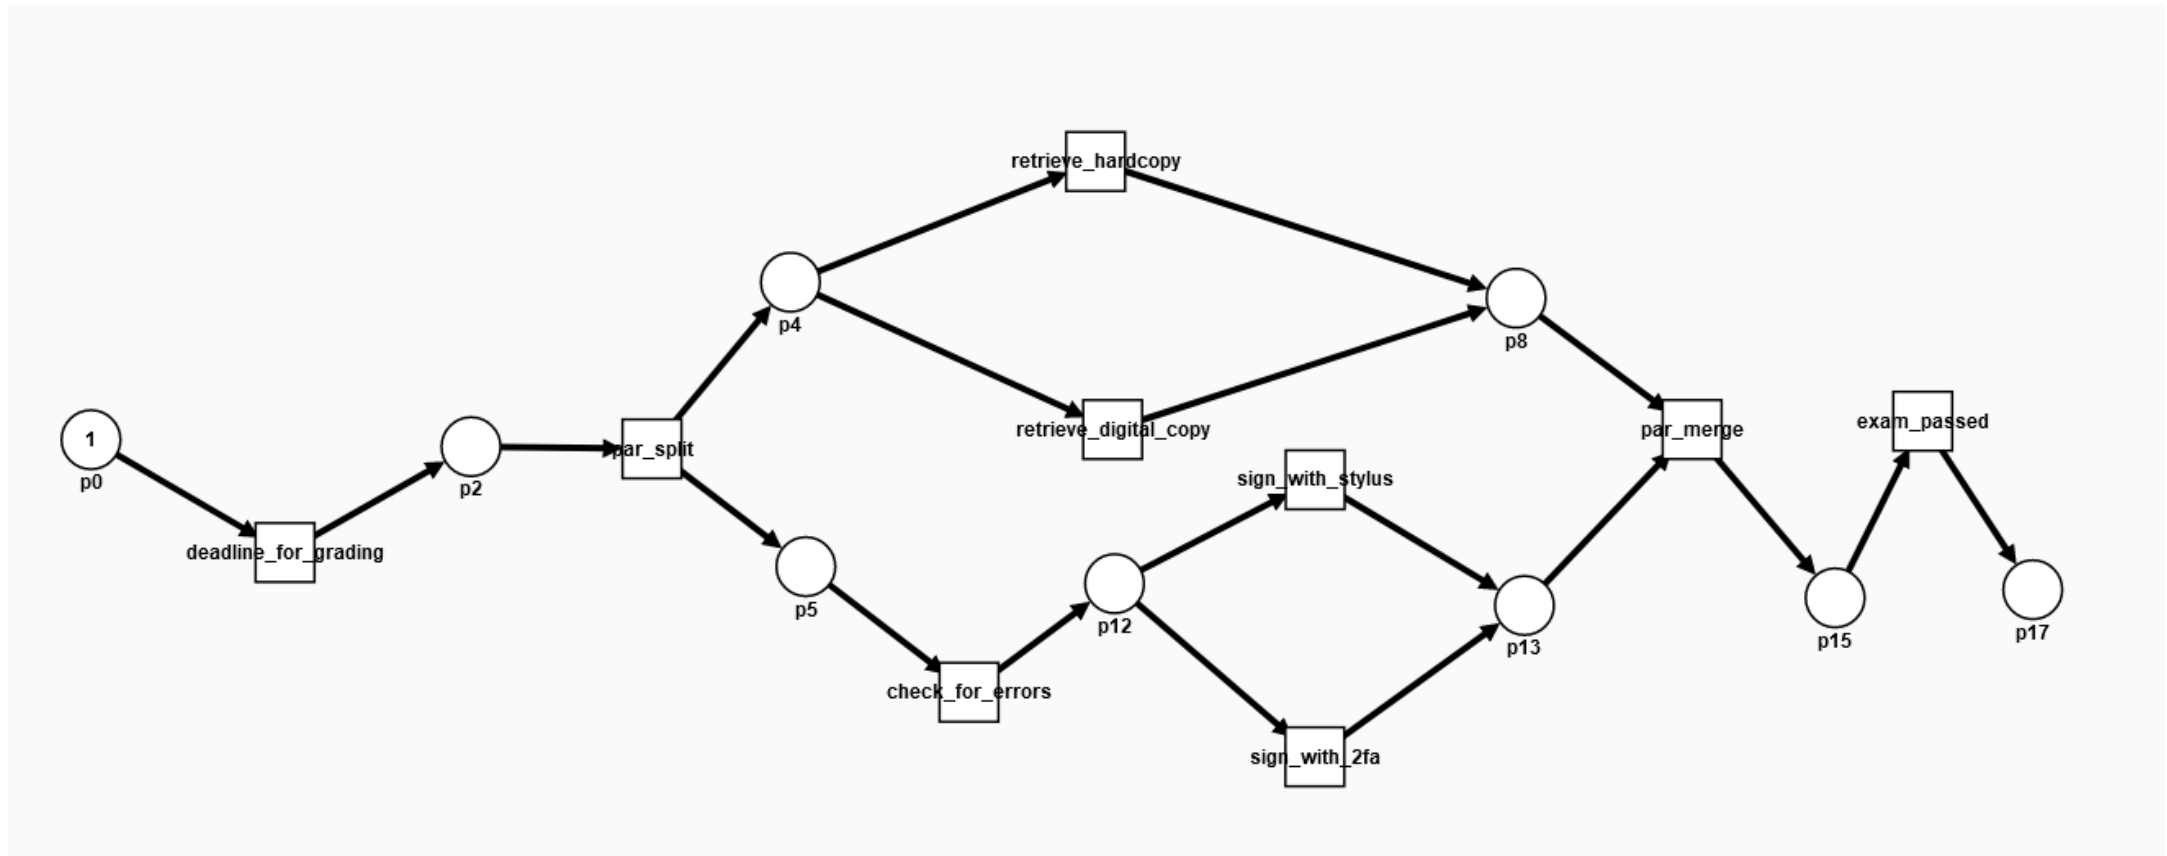 retrieve_hardcopy
p4
p8
1
p0
p2
par_split
retrieve_digital_copy
par_merge
exam_passed
sign_with_stylus
deadline_for_grading
p5
p12
p13
p15
p17
check_for_errors
sign_with_2fa